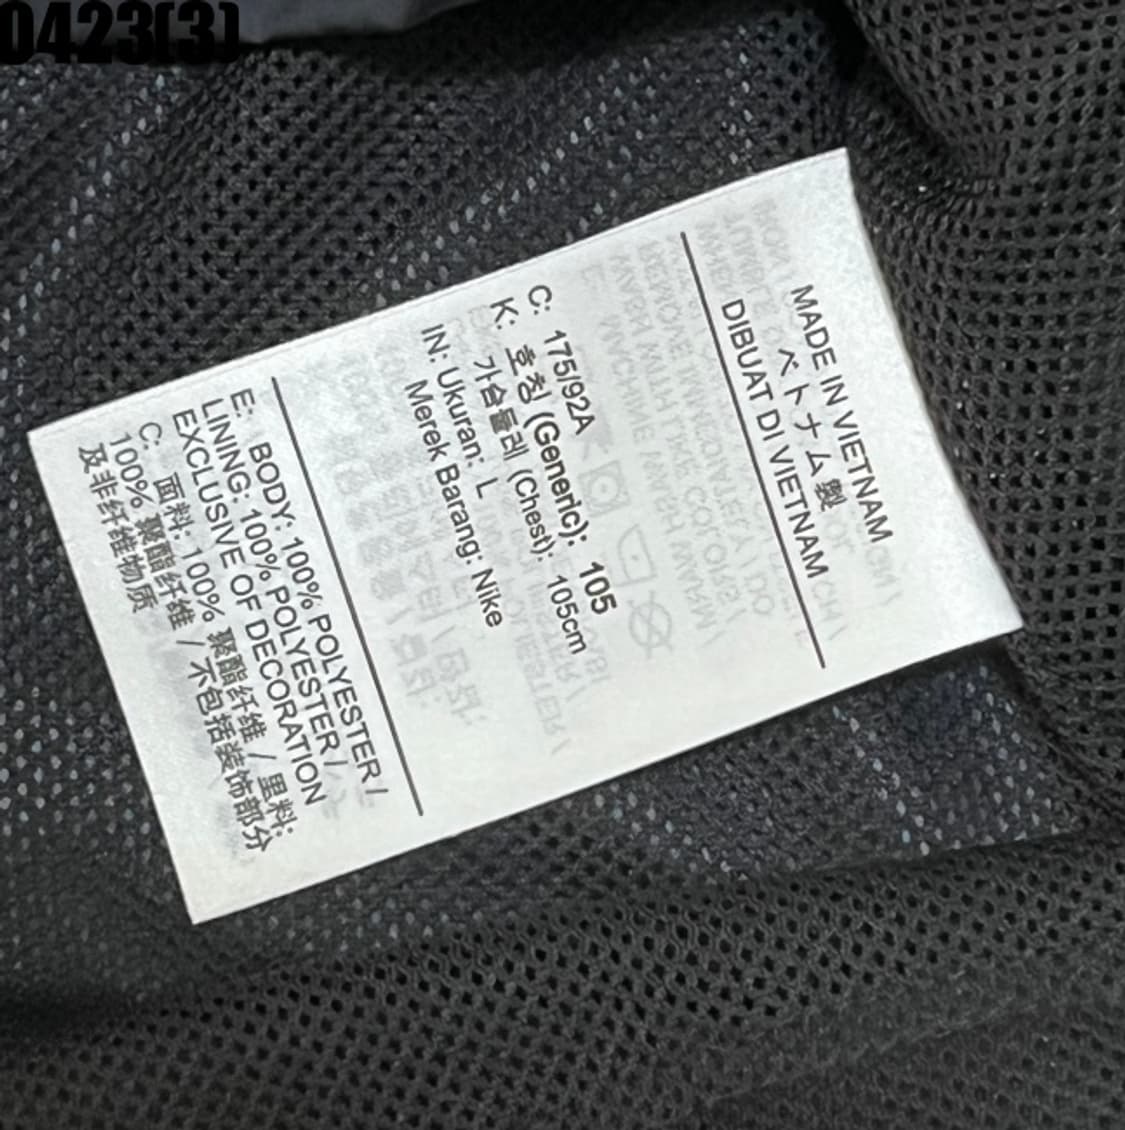 0423(3)
MADE IN VIETNAM
ベトナム製
DIBUAT DI VIETNAM
C: 175/92A
K: 호칭 (Generic): 105
가슴둘레 (Chest): 105cm
IN: Ukuran: L
Merek Barang: Nike
E: BODY: 100% POLYESTER /
LINING: 100% POLYESTER /
EXCLUSIVE OF DECORATION
C: 面料: 100% 聚酯纤维 / 里料:
100% 聚酯纤维 / 不包括装饰部分
及非纤维物质